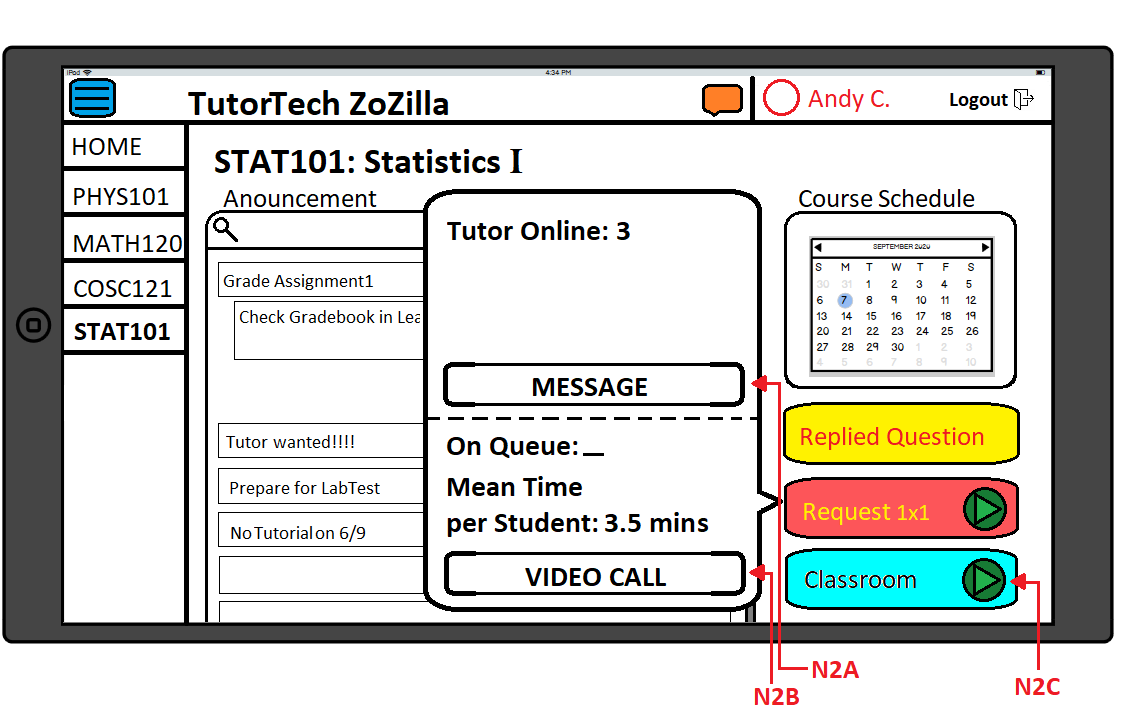 iPod 4:34 PM
TutorTech ZoZilla Andy C. Logout
HOME
PHYS101
MATH120
COSC121
STAT101
STAT101: Statistics I
Anouncement
Grade Assignment1
Check Gradebook in Lea
Tutor wanted!!!!
Prepare for LabTest
No Tutorial on 6/9
Tutor Online: 3
MESSAGE
On Queue: _
Mean Time
per Student: 3.5 mins
VIDEO CALL
Course Schedule
SEPTEMBER 2020
S M T W T F S
30 31 1 2 3 4 5
6 7 8 9 10 11 12
13 14 15 16 17 18 19
20 21 22 23 24 25 26
27 28 29 30 1 2 3
4 5 6 7 8 9 10
Replied Question
Request 1x1
Classroom
N2A
N2B
N2C